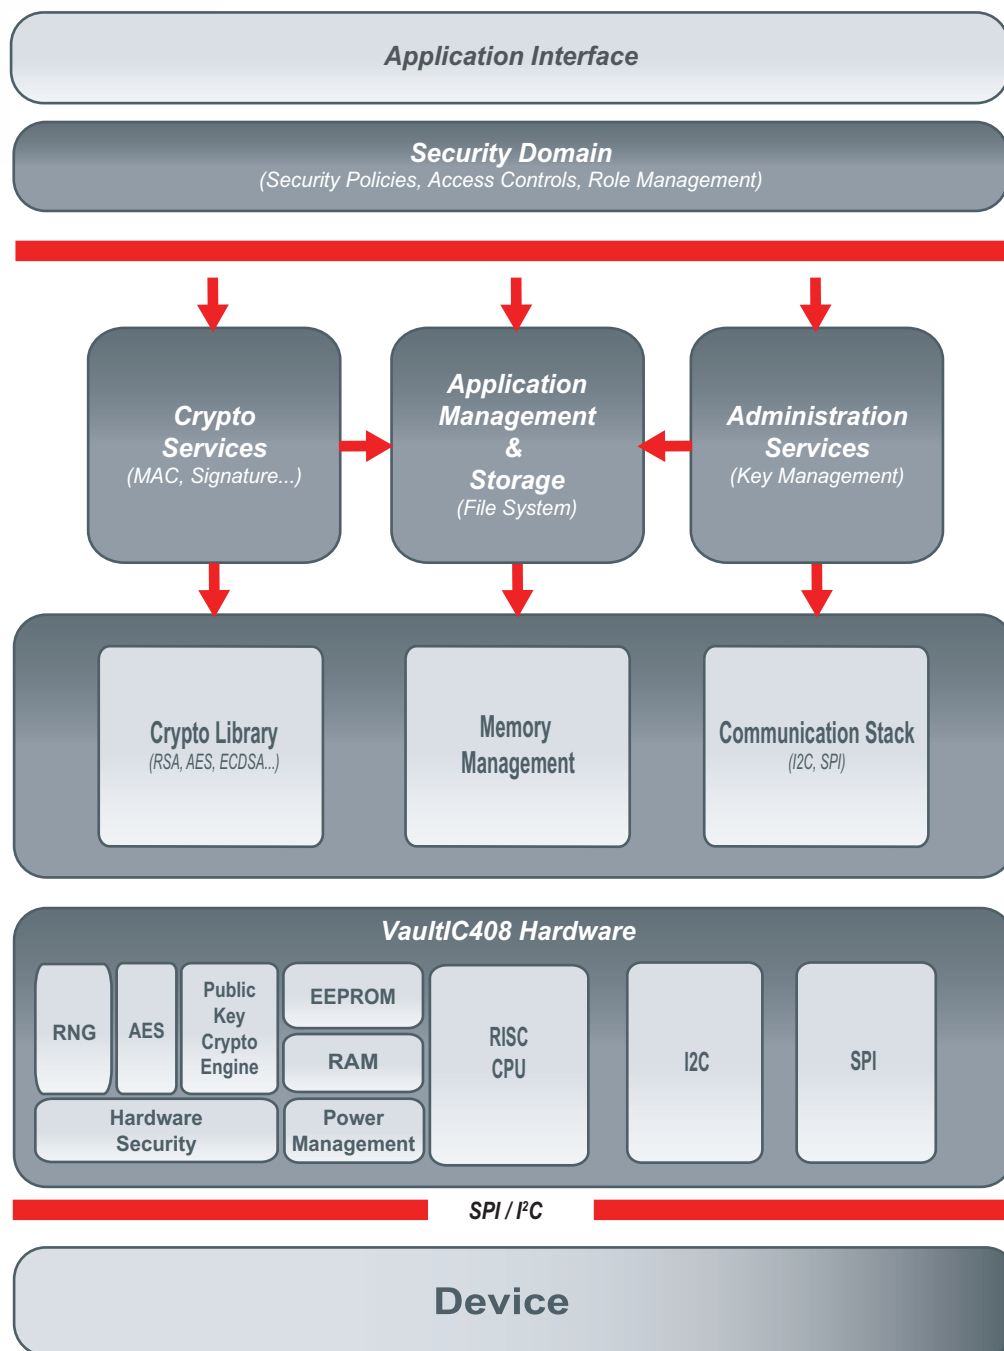 Application Interface
Security Domain
(Security Policies, Access Controls, Role Management)
Crypto
Services
(MAC, Signature...)
Application
Management
&
Storage
(File System)
Administration
Services
(Key Management)
Crypto Library
(RSA, AES, ECDSA...)
Memory
Management
Communication Stack
(I2C, SPI)
VaultIC408 Hardware
RNG
AES
Public
Key
Crypto
Engine
Hardware
Security
EEPROM
RAM
Power
Management
RISC
CPU
I2C
SPI
SPI / I²C
Device